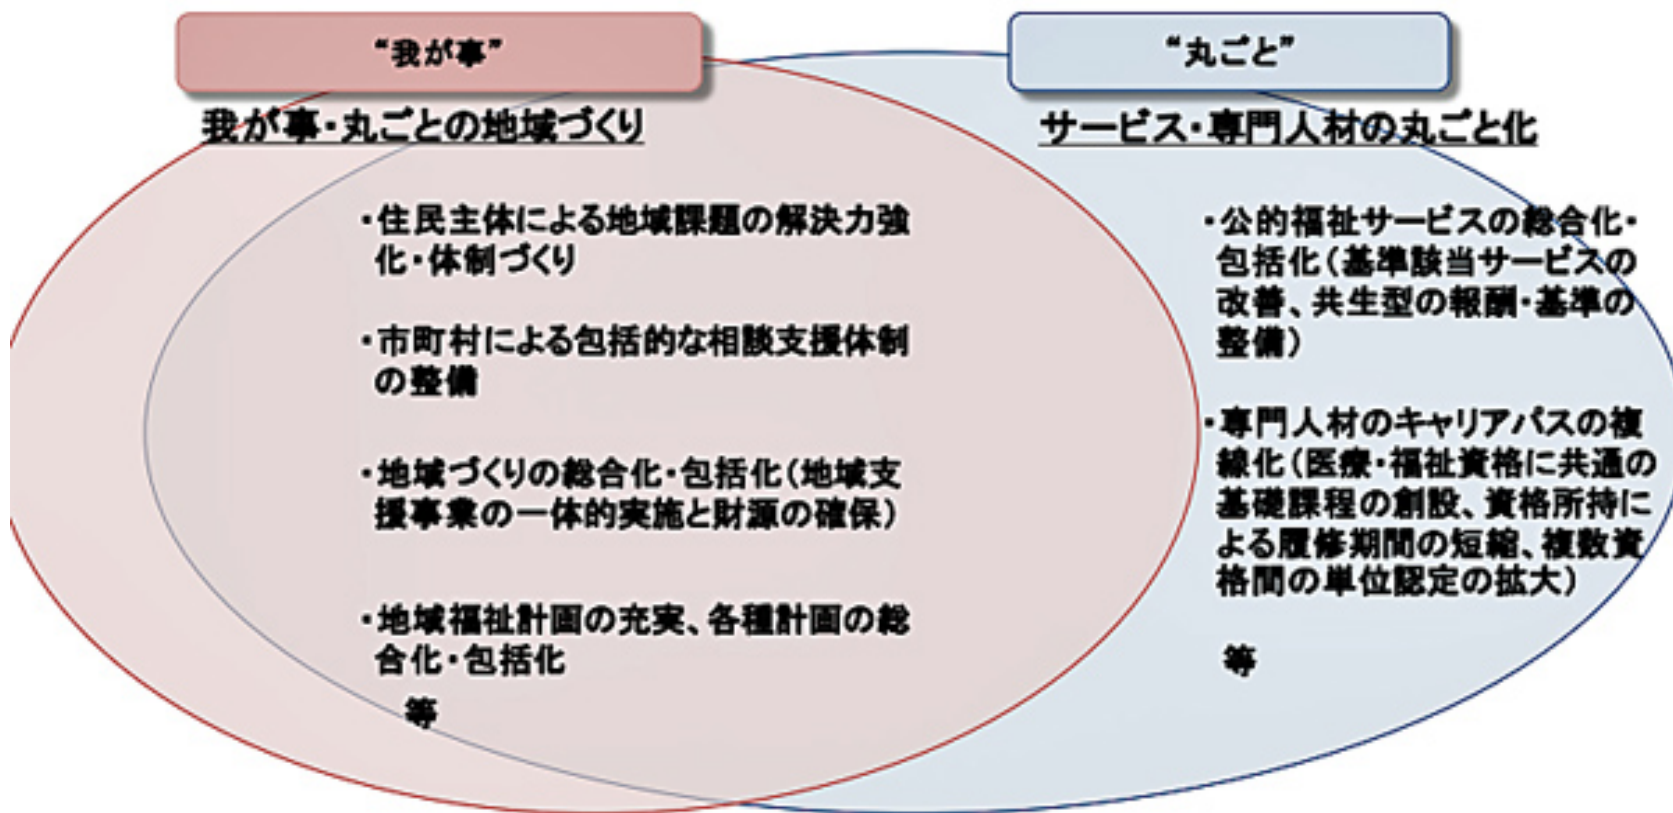 “我が事”
我が事・丸ごとの地域づくり
・住民主体による地域課題の解決力強
化・体制づくり
・市町村による包括的な相談支援体制
の整備
・地域づくりの総合化・包括化（地域支
援事業の一体的実施と財源の確保）
・地域福祉計画の充実、各種計画の総
合化・包括化
等
“丸ごと”
サービス・専門人材の丸ごと化
・公的福祉サービスの総合化・
包括化（基準該当サービスの
改善、共生型の報酬・基準の
整備）
・専門人材のキャリアパスの複
線化（医療・福祉資格に共通の
基礎課程の創設、資格所持に
よる履修期間の短縮、複数資
格間の単位認定の拡大）
等